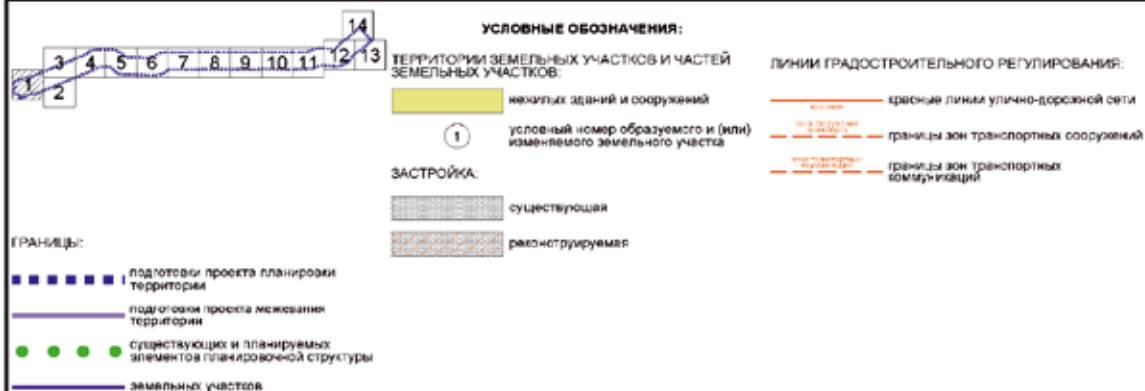 14
3 4 5 6 7 8 9 10 11 12 13
1
2
УСЛОВНЫЕ ОБОЗНАЧЕНИЯ:
ТЕРРИТОРИИ ЗЕМЕЛЬНЫХ УЧАСТКОВ И ЧАСТЕЙ
ЗЕМЕЛЬНЫХ УЧАСТКОВ:
нежилых зданий и сооружений
1
условный номер образуемого и (или)
изменяемого земельного участка
ЗАСТРОЙКА:
существующая
реконструируемая
ЛИНИИ ГРАДОСТРОИТЕЛЬНОГО РЕГУЛИРОВАНИЯ:
красные линии улично-дорожной сети
границы зон транспортных сооружений
границы зон транспортных
коммуникаций
ГРАНИЦЫ:
подготовки проекта планировки
территории
подготовки проекта межевания
территории
существующих и планируемых
элементов планировочной структуры
земельных участков